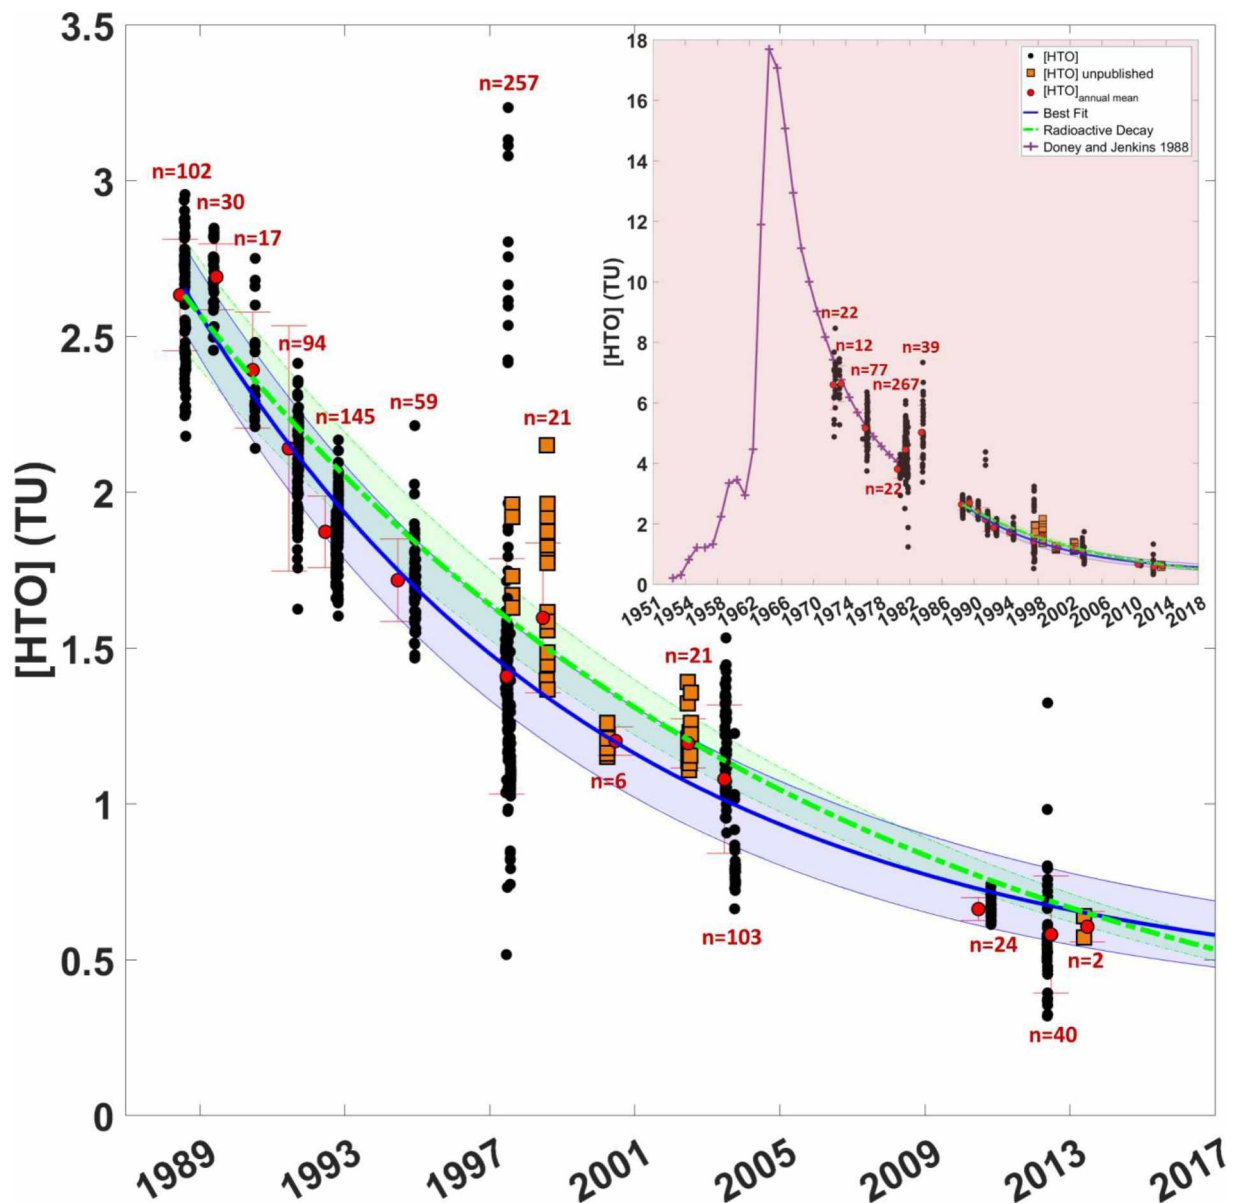 3.5
3
2.5
2
1.5
1
0.5
0
[HTO] (TU)
1989
1993
1997
2001
2005
2009
2013
2017
n=102
n=30
n=17
n=94
n=145
n=59
n=257
n=21
n=6
n=21
n=103
n=24
n=40
n=2
18
16
14
12
10
8
6
4
2
0
[HTO] (TU)
1951
1954
1958
1962
1966
1970
1974
1978
1982
1986
1990
1994
1998
2002
2006
2010
2014
2018
n=22
n=12
n=77
n=267
n=39
n=22
[HTO]
[HTO] unpublished
[HTO]annual mean
Best Fit
Radioactive Decay
Doney and Jenkins 1988